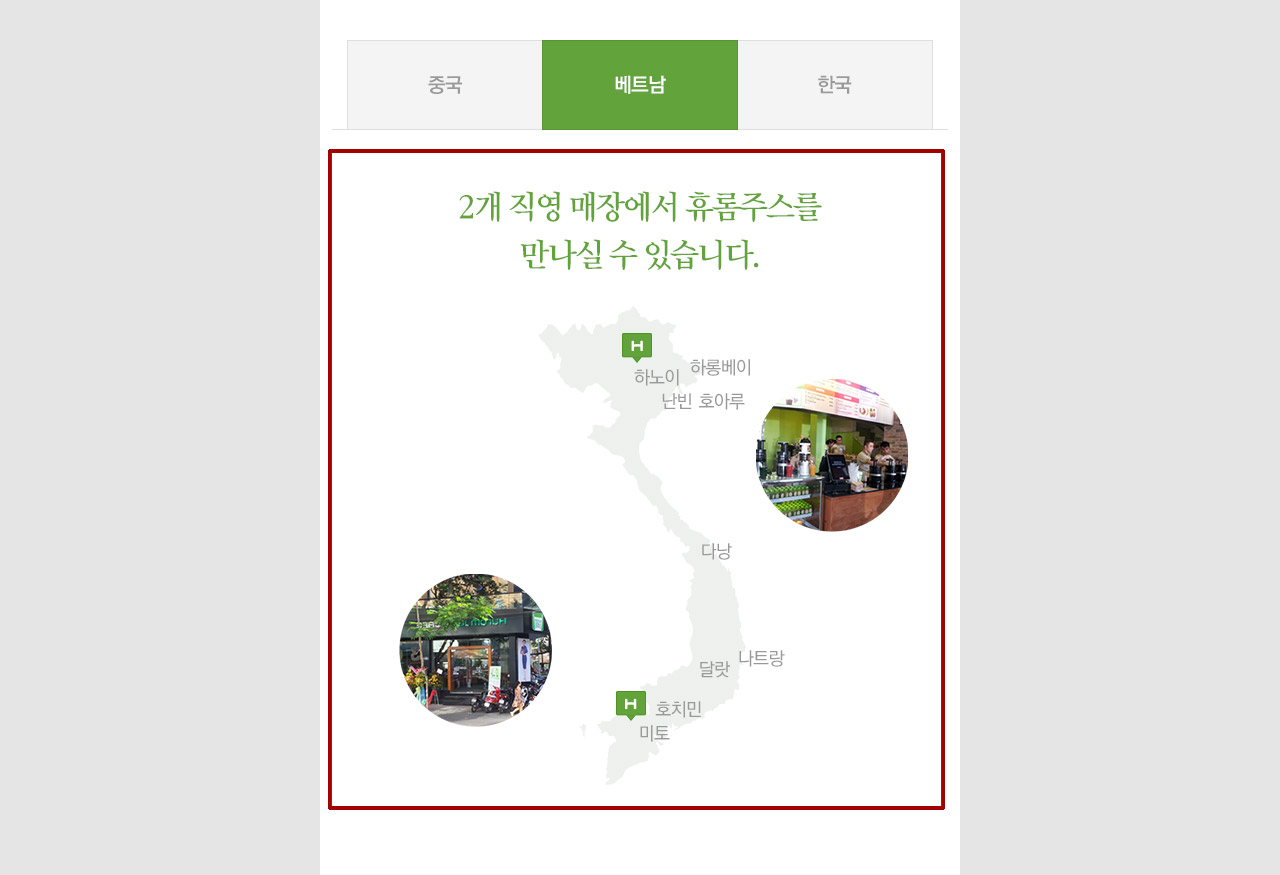 중국
베트남
한국
2개 직영 매장에서 휴롬주스를
만나실 수 있습니다.
H
하롱베이
하노이
난빈 호아루
다낭
나트랑
달랏
H
호치민
미토